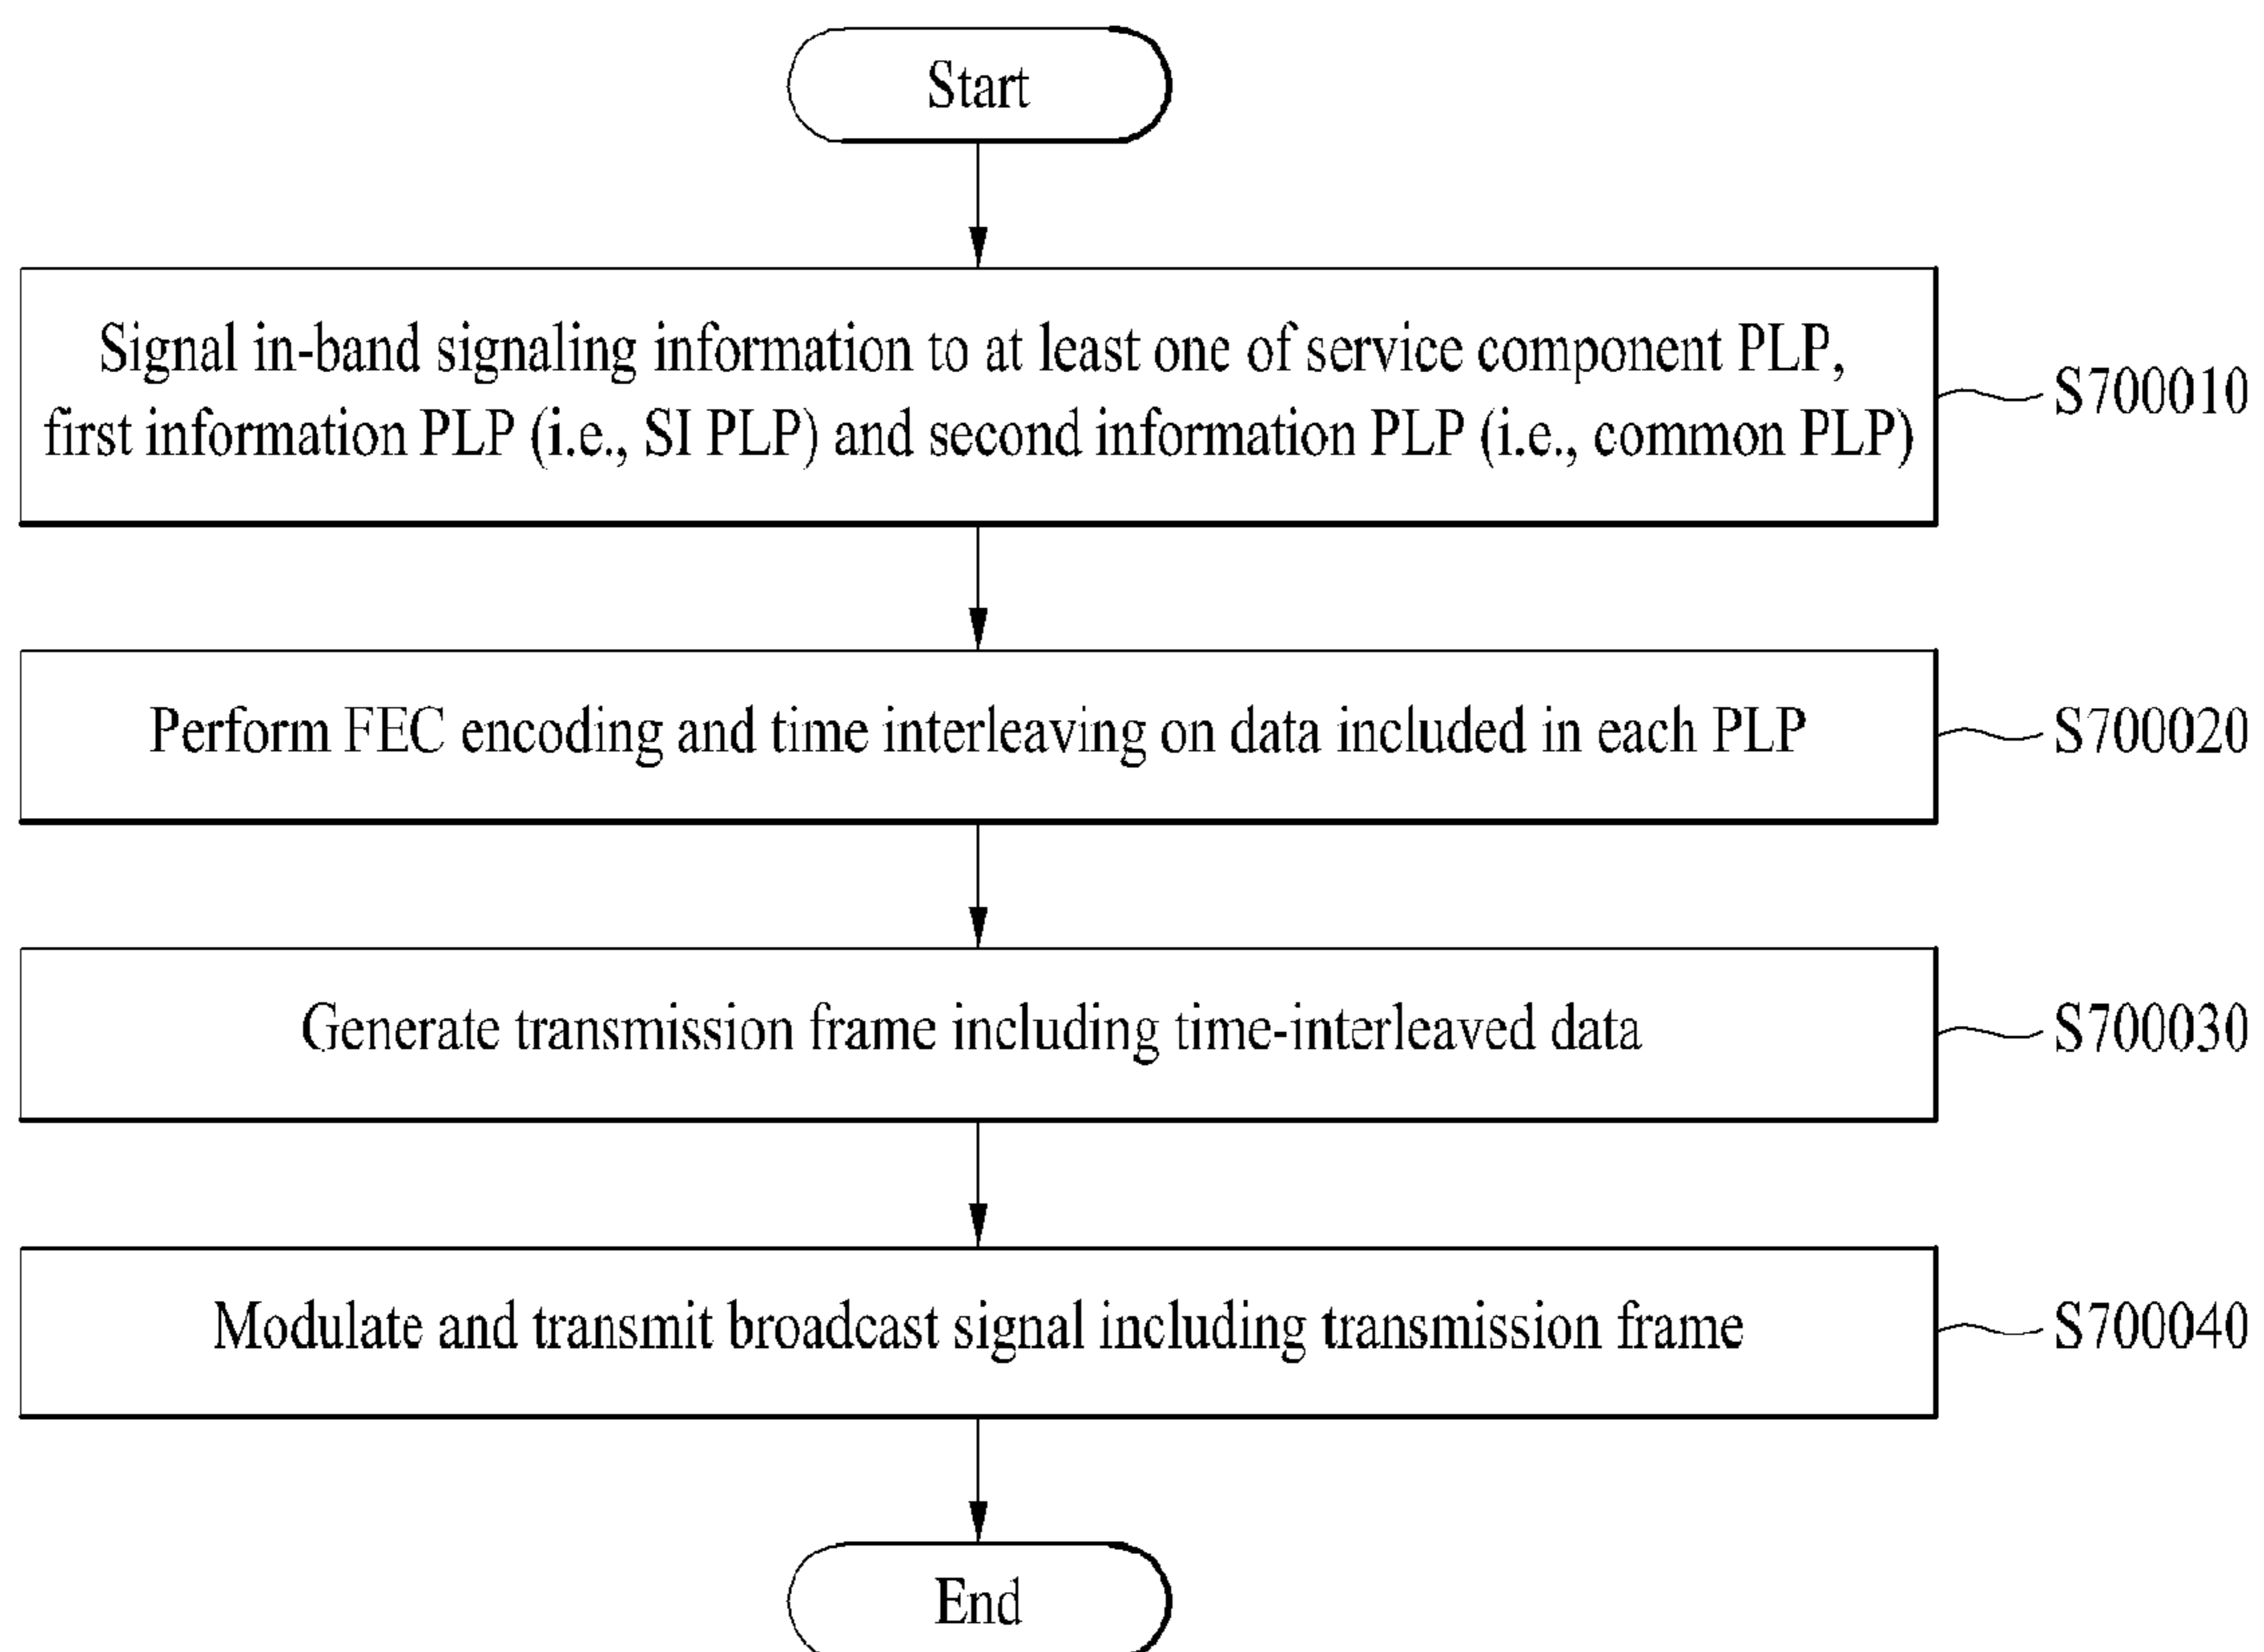 Start
Signal in-band signaling information to at least one of service component PLP,
first information PLP (i.e., SI PLP) and second information PLP (i.e., common PLP)
S700010
Perform FEC encoding and time interleaving on data included in each PLP
S700020
Generate transmission frame including time-interleaved data
S700030
Modulate and transmit broadcast signal including transmission frame
S700040
End